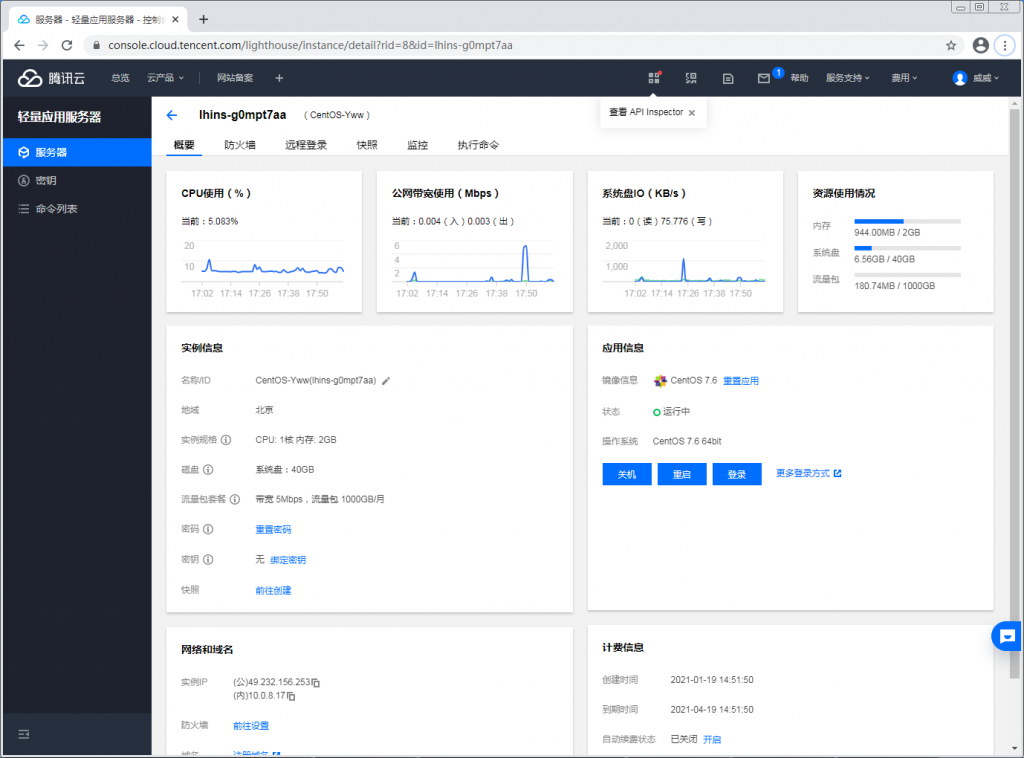 服务器 - 轻量应用服务器 - 控制台
console.cloud.tencent.com/lighthouse/instance/detail?rid=8&id=lhins-g0mpt7aa
腾讯云 总览 云产品 网站备案 1 帮助 服务支持 费用 威威
轻量应用服务器
服务器
密钥
命令列表
lhins-g0mpt7aa ( CentOS-Yww )
查看 API Inspector
概要 防火墙 远程登录 快照 监控 执行命令
CPU使用（%）
当前：5.083%
20
10
17:02 17:14 17:26 17:38 17:50
公网带宽使用（Mbps）
当前：0.004（入）0.003（出）
6
4
2
17:02 17:14 17:26 17:38 17:50
系统盘IO（KB/s）
当前：0（读）75.776（写）
2,000
1,000
17:02 17:14 17:26 17:38 17:50
资源使用情况
内存
944.00MB / 2GB
系统盘
6.56GB / 40GB
流量包
180.74MB / 1000GB
实例信息
名称/ID CentOS-Yww(lhins-g0mpt7aa)
地域 北京
实例规格 CPU: 1核 内存: 2GB
磁盘 系统盘：40GB
流量包套餐 带宽 5Mbps，流量包 1000GB/月
密码 重置密码
密钥 无 绑定密钥
快照 前往创建
应用信息
镜像信息 CentOS 7.6 重置应用
状态 运行中
操作系统 CentOS 7.6 64bit
关机 重启 登录 更多登录方式
网络和域名
实例IP (公)49.232.156.253
(内)10.0.8.17
防火墙 前往设置
域名 注册域名
计费信息
创建时间 2021-01-19 14:51:50
到期时间 2021-04-19 14:51:50
自动续费状态 已关闭 开启